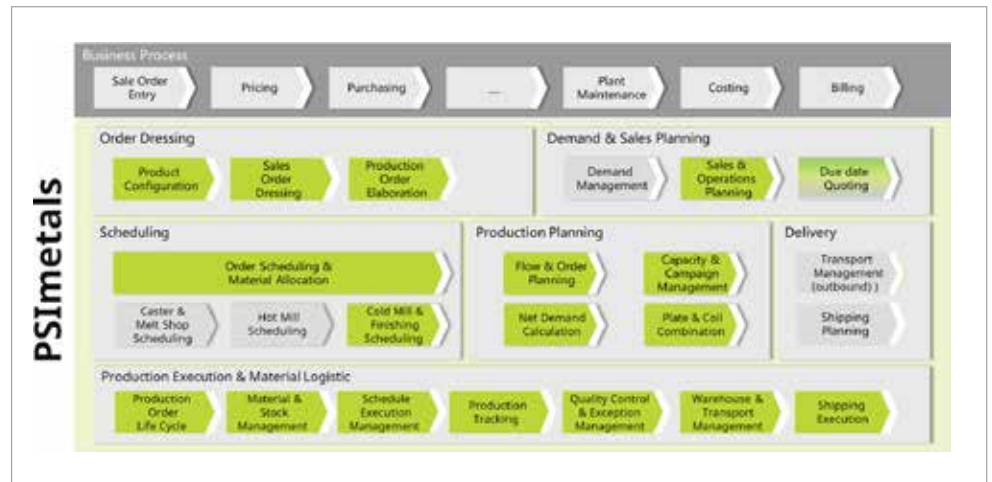 PSImetals
Business Process
Sale Order
Entry
Pricing
Purchasing
...
Plant
Maintenance
Costing
Billing
Order Dressing
Product
Configuration
Sales
Order
Dressing
Production
Order
Elaboration
Demand & Sales Planning
Demand
Management
Sales &
Operations
Planning
Due date
Quoting
Scheduling
Order Scheduling &
Material Allocation
Caster &
Melt Shop
Scheduling
Hot Mill
Scheduling
Cold Mill &
Finishing
Scheduling
Production Planning
Flow & Order
Planning
Capacity &
Campaign
Management
Net Demand
Calculation
Plate & Coil
Combination
Delivery
Transport
Management
(outbound) )
Shipping
Planning
Production Execution & Material Logistic
Production
Order
Life Cycle
Material &
Stock
Management
Schedule
Execution
Management
Production
Tracking
Quality Control
& Exception
Management
Warehouse &
Transport
Management
Shipping
Execution